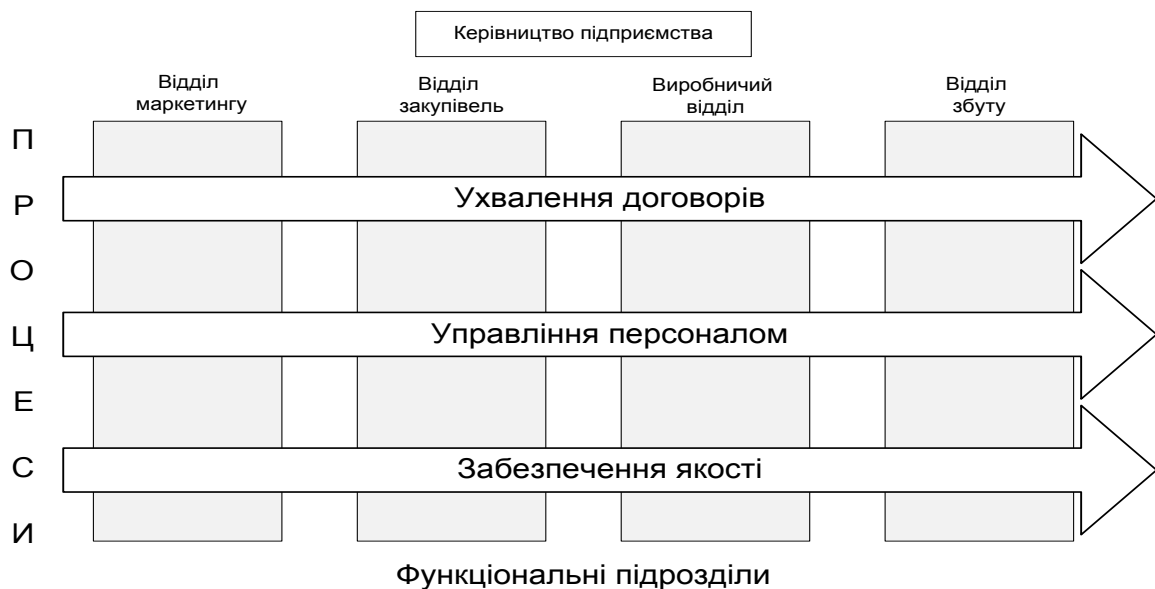 Керівництво підприємства
Відділ
маркетингу
Відділ
закупівель
Виробничий
відділ
Відділ
збуту
П
Р
О
Ц
Е
С
И
Ухвалення договорів
Управління персоналом
Забезпечення якості
Функціональні підрозділи